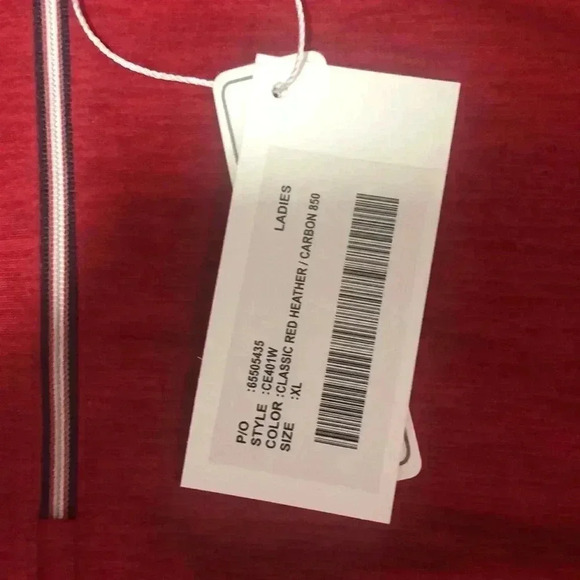 LADIES
P/O :65505435
STYLE :CE401W
COLOR :CLASSIC RED HEATHER / CARBON 850
SIZE :XL